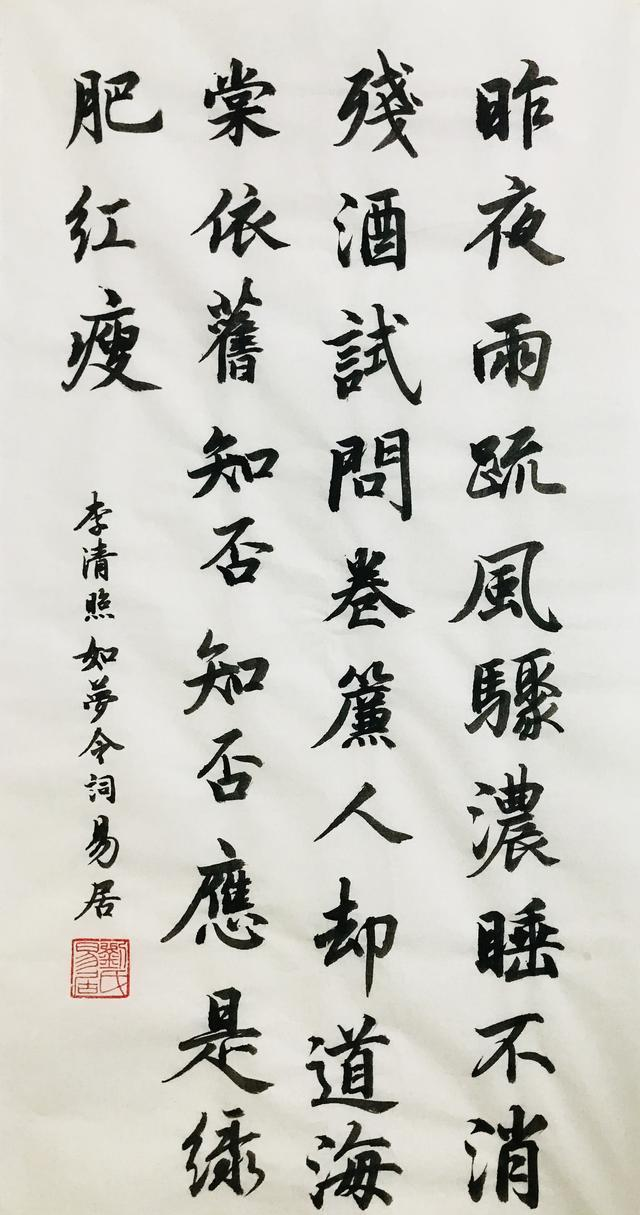 昨夜雨疏風驟濃睡不消
殘酒試問卷簾人却道海
棠依舊知否知否應是綠
肥红瘦
李清照如夢令詞易居
劉氏易居